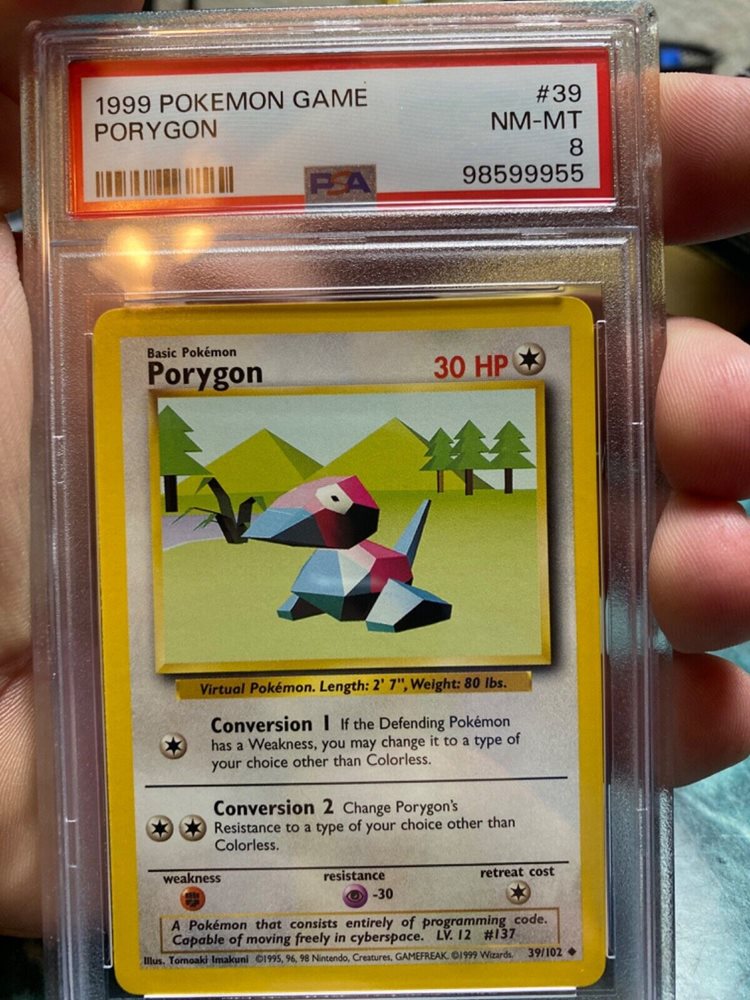 1999 POKEMON GAME #39
PORYGON NM-MT
8
PSA 98599955
Basic Pokémon
Porygon 30 HP
Virtual Pokémon. Length: 2' 7", Weight: 80 lbs.
Conversion 1 If the Defending Pokémon
has a Weakness, you may change it to a type of
your choice other than Colorless.
Conversion 2 Change Porygon's
Resistance to a type of your choice other than
Colorless.
weakness resistance retreat cost
-30
A Pokémon that consists entirely of programming code.
Capable of moving freely in cyberspace. LV. 12 #137
Illus. Tomoaki Imakuni ©1995, 96, 98 Nintendo, Creatures, GAMEFREAK. ©1999 Wizards. 39/102